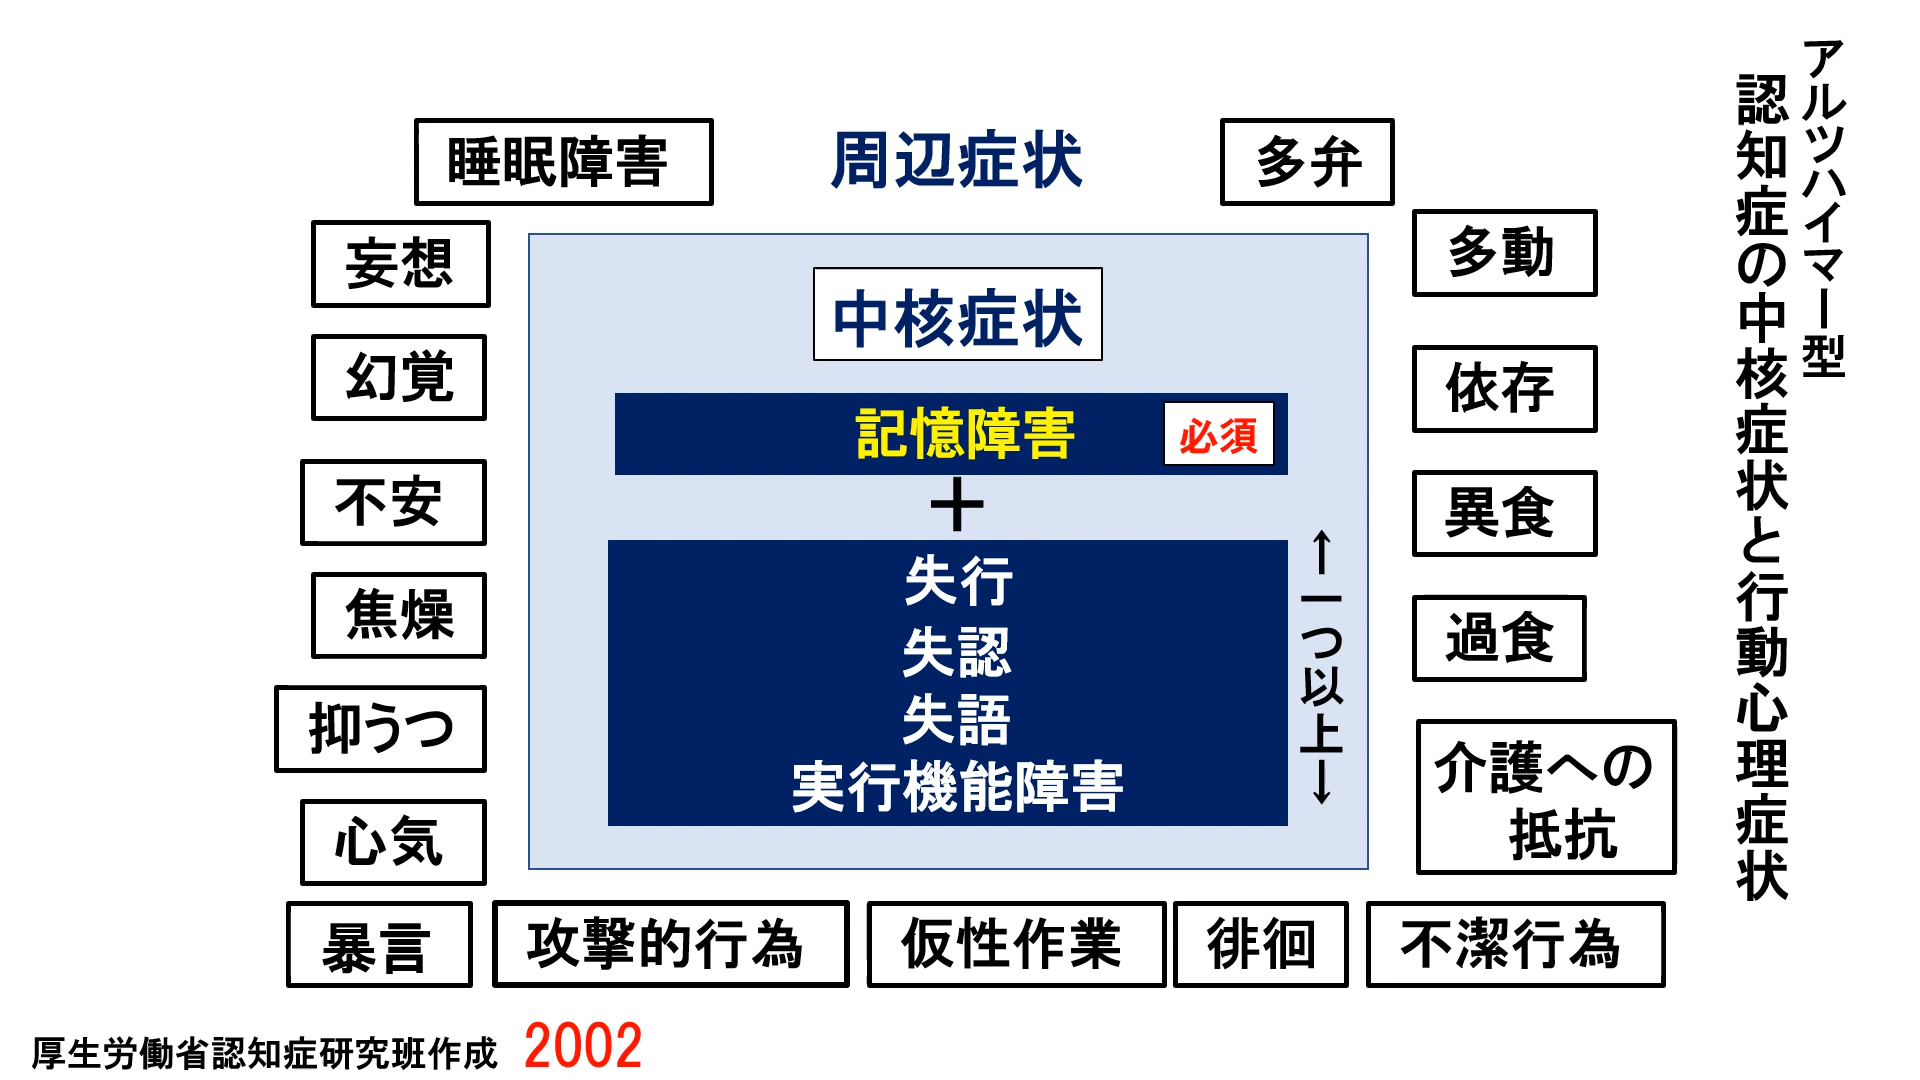 アルツハイマー型
認知症の中核症状と行動心理症状
睡眠障害
周辺症状
多弁
妄想
幻覚
不安
焦燥
抑うつ
心気
中核症状
記憶障害
必須
＋
失行
失認
失語
実行機能障害
↑一つ以上↓
多動
依存
異食
過食
介護への
抵抗
暴言
攻撃的行為
仮性作業
徘徊
不潔行為
厚生労働省認知症研究班作成 2002